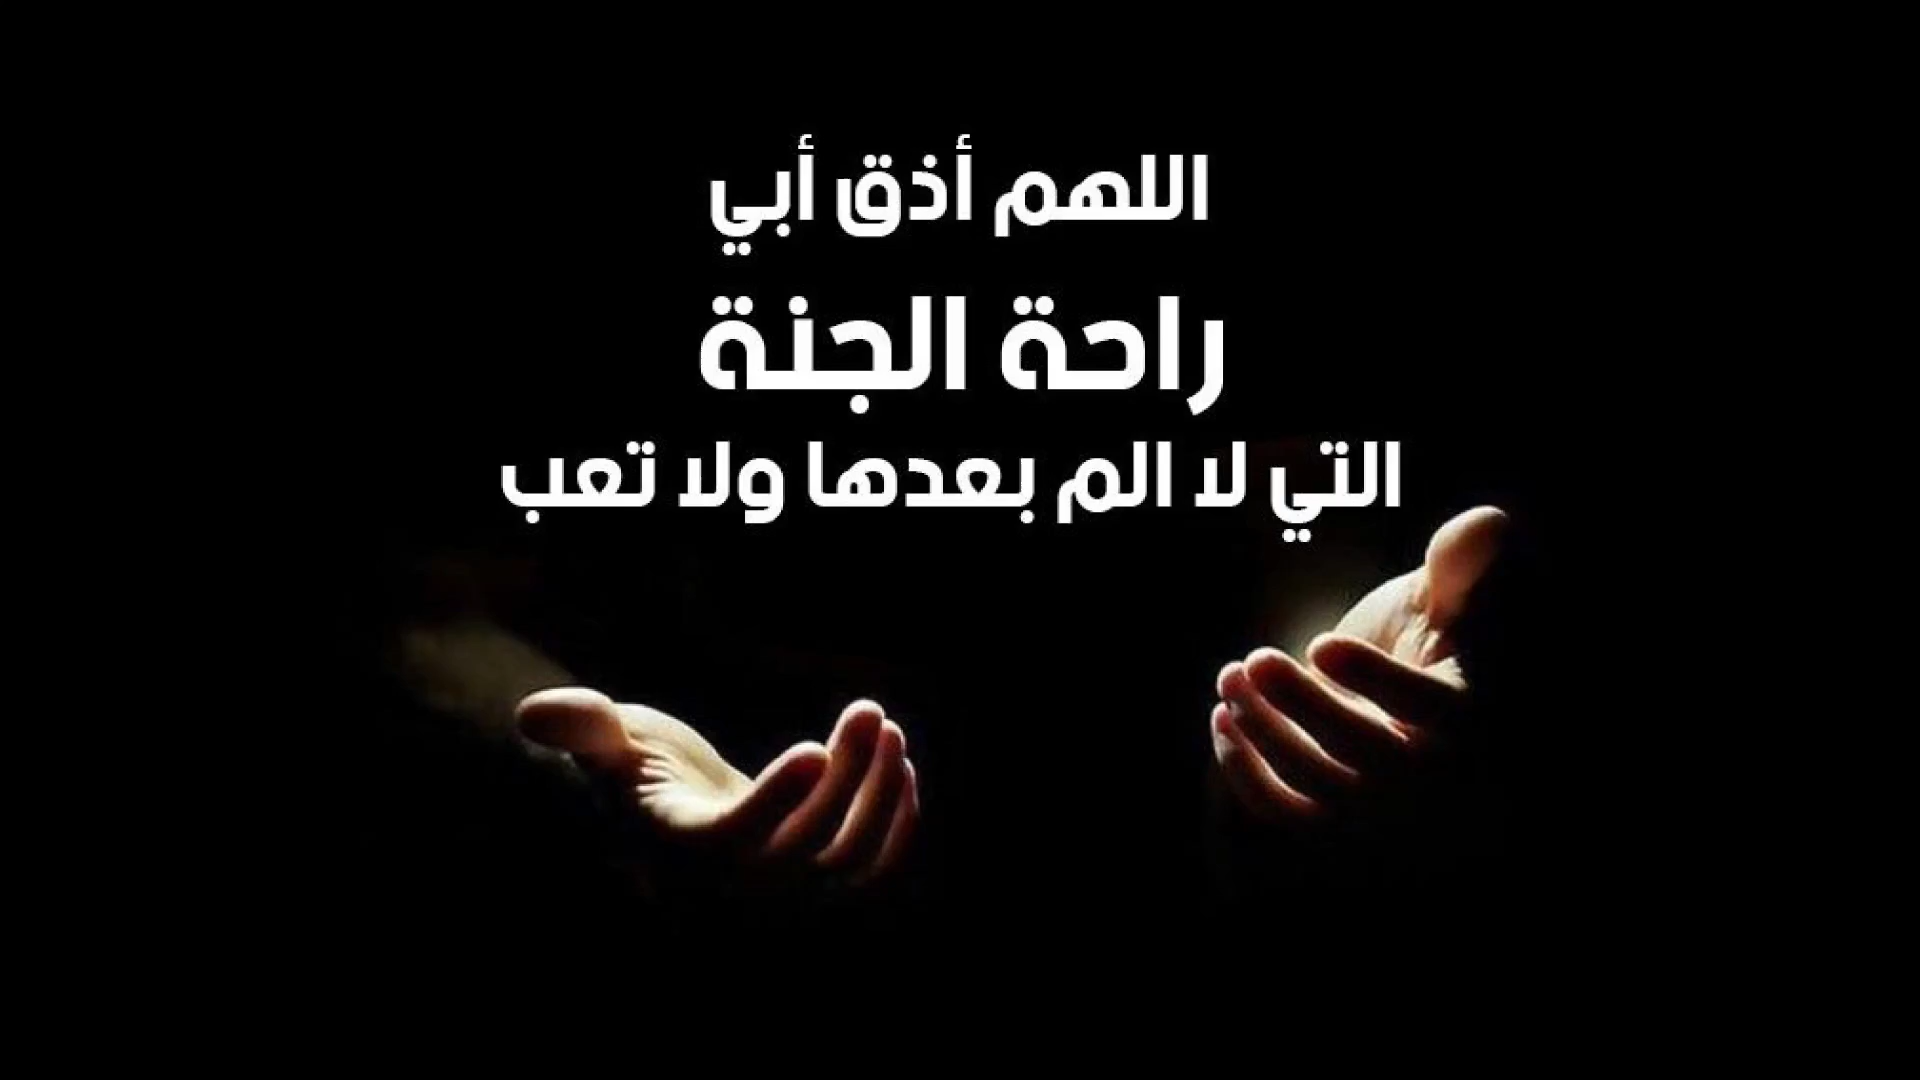 اللهم أذق أبي
راحة الجنة
التي لا الم بعدها ولا تعب